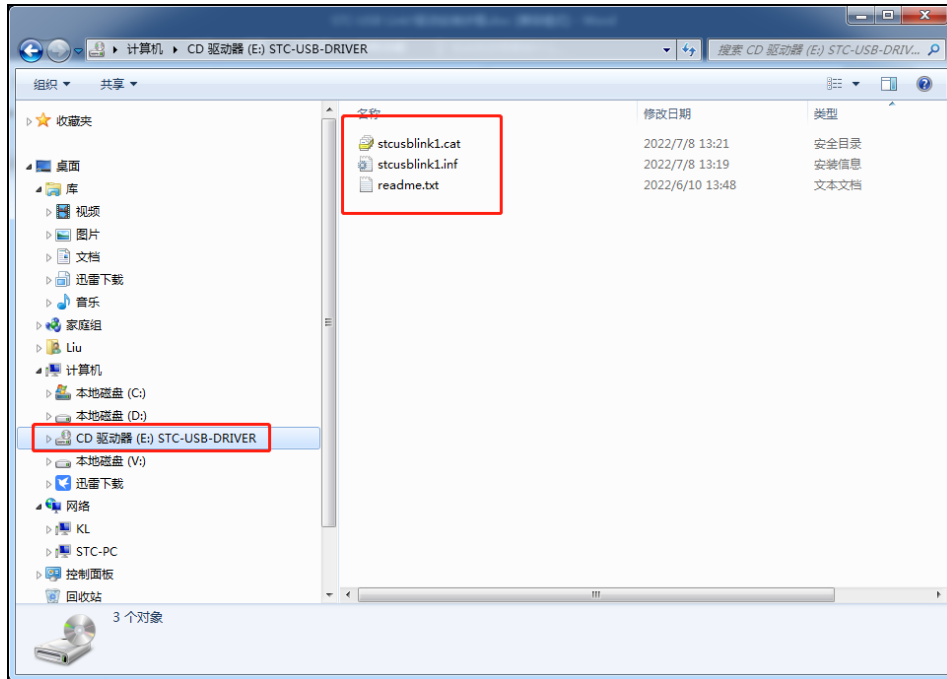 计算机 CD 驱动器 (E:) STC-USB-DRIVER
搜索 CD 驱动器 (E:) STC-USB-DRIV...
组织 共享
收藏夹
桌面
库
视频
图片
文档
迅雷下载
音乐
家庭组
Liu
计算机
本地磁盘 (C:)
本地磁盘 (D:)
CD 驱动器 (E:) STC-USB-DRIVER
本地磁盘 (V:)
迅雷下载
网络
KL
STC-PC
控制面板
回收站
名称 修改日期 类型
stcusblink1.cat 2022/7/8 13:21 安全目录
stcusblink1.inf 2022/7/8 13:19 安装信息
readme.txt 2022/6/10 13:48 文本文档
3 个对象